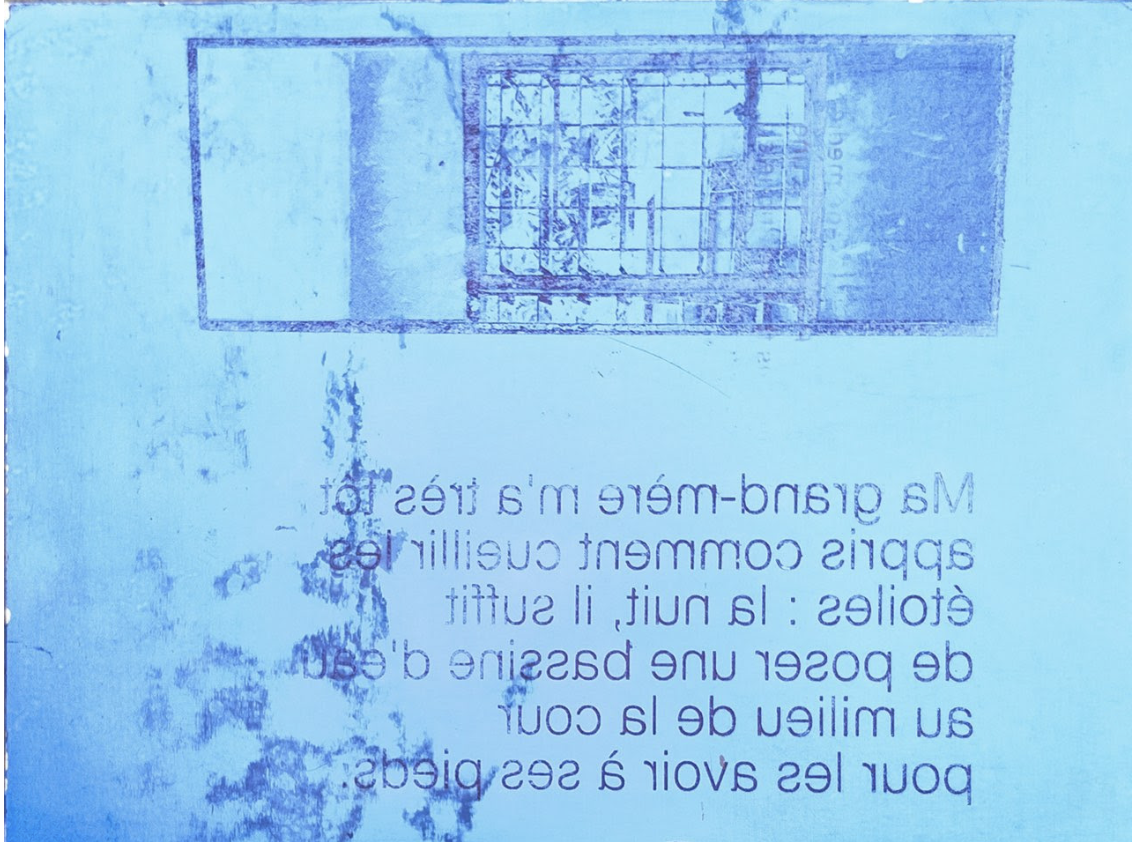 Ma grand-mère m'a très tôt
appris comment cueillir les
étoiles : la nuit, il suffit
de poser une bassine d'eau
au milieu de la cour
pour les avoir à ses pieds.